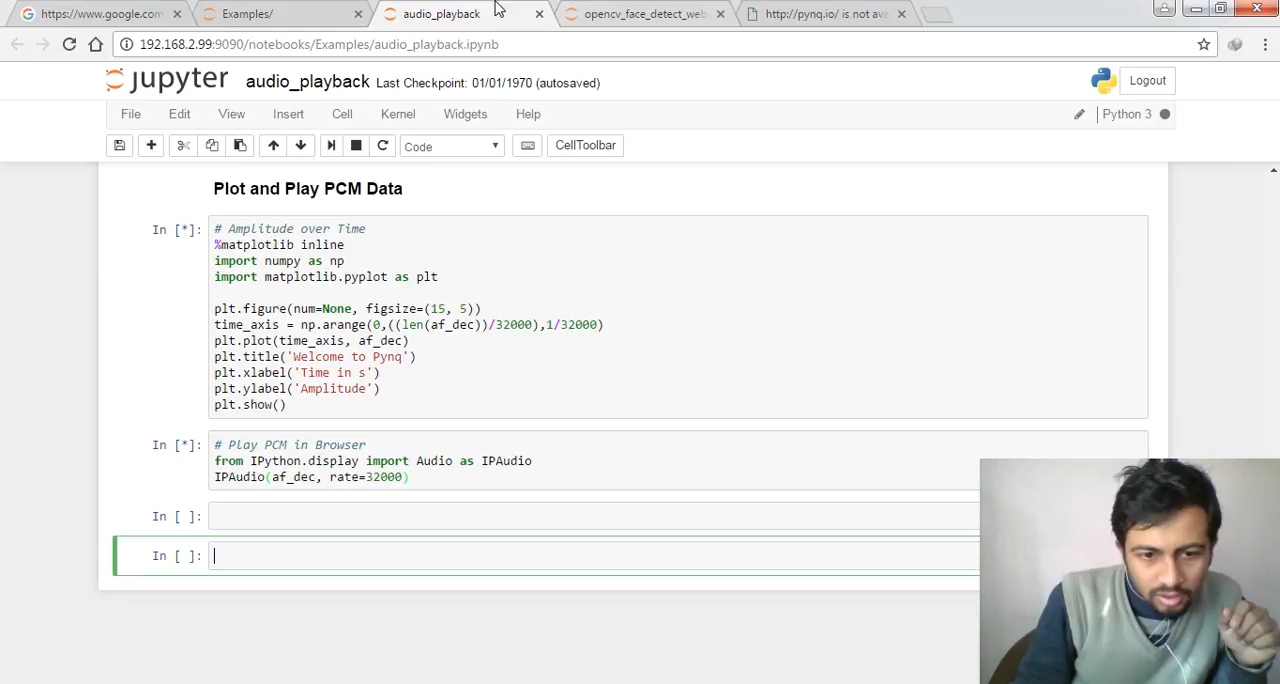 https://www.google.com
Examples/
audio_playback
opencv_face_detect_web
http://pynq.io/ is not ava
192.168.2.99:9090/notebooks/Examples/audio_playback.ipynb
jupyter audio_playback Last Checkpoint: 01/01/1970 (autosaved)
Logout
File Edit View Insert Cell Kernel Widgets Help
Python 3
Code
CellToolbar
Plot and Play PCM Data
In [*]:
# Amplitude over Time
%matplotlib inline
import numpy as np
import matplotlib.pyplot as plt
plt.figure(num=None, figsize=(15, 5))
time_axis = np.arange(0,((len(af_dec))/32000),1/32000)
plt.plot(time_axis, af_dec)
plt.title('Welcome to Pynq')
plt.xlabel('Time in s')
plt.ylabel('Amplitude')
plt.show()
In [*]:
# Play PCM in Browser
from IPython.display import Audio as IPAudio
IPAudio(af_dec, rate=32000)
In [ ]:
In [ ]: